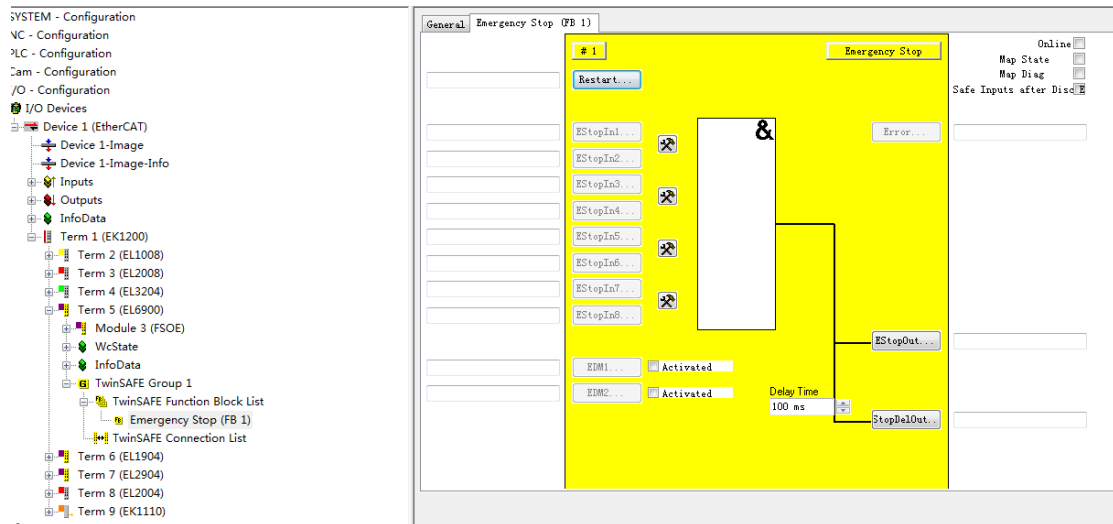 SYSTEM - Configuration
NC - Configuration
PLC - Configuration
Cam - Configuration
I/O - Configuration
I/O Devices
Device 1 (EtherCAT)
Device 1-Image
Device 1-Image-Info
Inputs
Outputs
InfoData
Term 1 (EK1200)
Term 2 (EL1008)
Term 3 (EL2008)
Term 4 (EL3204)
Term 5 (EL6900)
Module 3 (FSOE)
WcState
InfoData
TwinSAFE Group 1
TwinSAFE Function Block List
Emergency Stop (FB 1)
TwinSAFE Connection List
Term 6 (EL1904)
Term 7 (EL2904)
Term 8 (EL2004)
Term 9 (EK1110)
General Emergency Stop (FB 1)
# 1 Emergency Stop
Online
Map State
Map Diag
Safe Inputs after Disc E
Restart...
&
EStopIn1... Error...
EStopIn2...
EStopIn3...
EStopIn4...
EStopIn5...
EStopIn6...
EStopIn7...
EStopIn8...
EStopOut...
EDM1... Activated
EDM2... Activated
Delay Time
100 ms
StopDelOut..